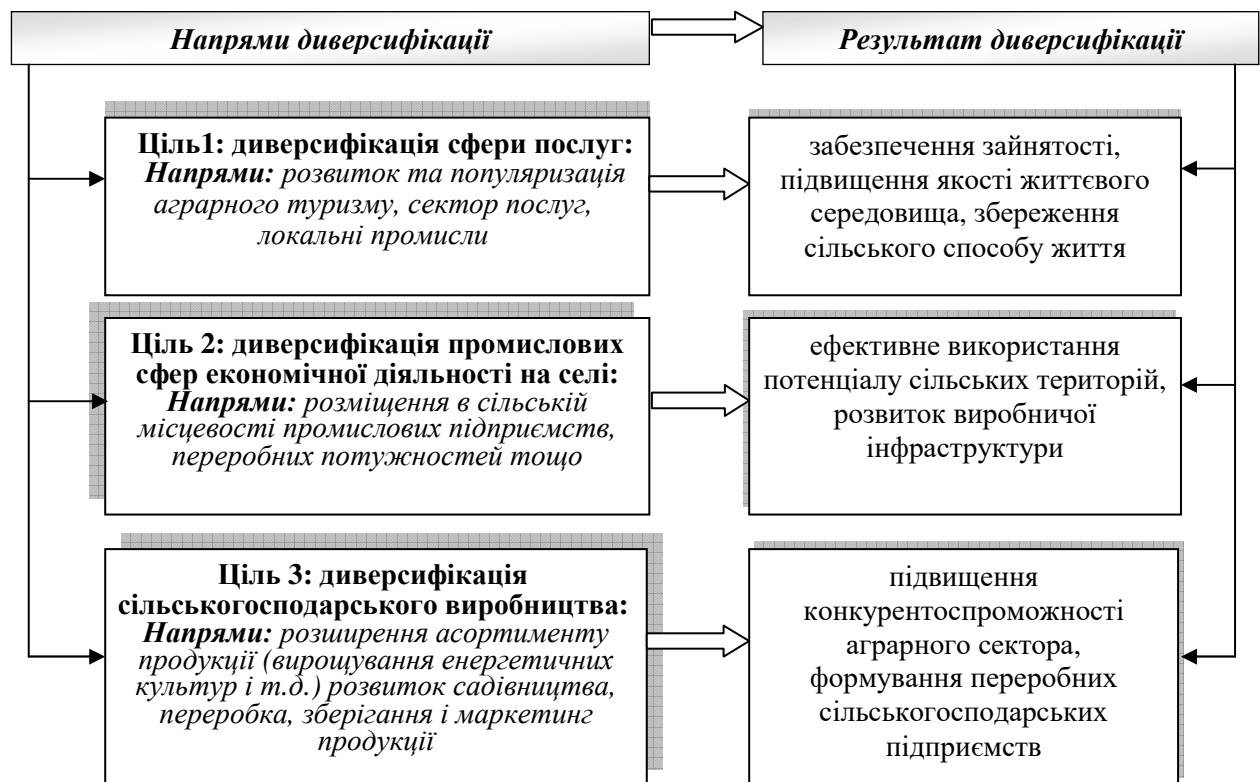 Напрями диверсифікації
Результат диверсифікації
Ціль1: диверсифікація сфери послуг:
Напрями: розвиток та популяризація
аграрного туризму, сектор послуг,
локальні промисли
забезпечення зайнятості,
підвищення якості життєвого
середовища, збереження
сільського способу життя
Ціль 2: диверсифікація промислових
сфер економічної діяльності на селі:
Напрями: розміщення в сільській
місцевості промислових підприємств,
переробних потужностей тощо
ефективне використання
потенціалу сільських територій,
розвиток виробничої
інфраструктури
Ціль 3: диверсифікація
сільськогосподарського виробництва:
Напрями: розширення асортименту
продукції (вирощування енергетичних
культур і т.д.) розвиток садівництва,
переробка, зберігання і маркетинг
продукції
підвищення
конкурентоспроможності
аграрного сектора,
формування переробних
сільськогосподарських
підприємств